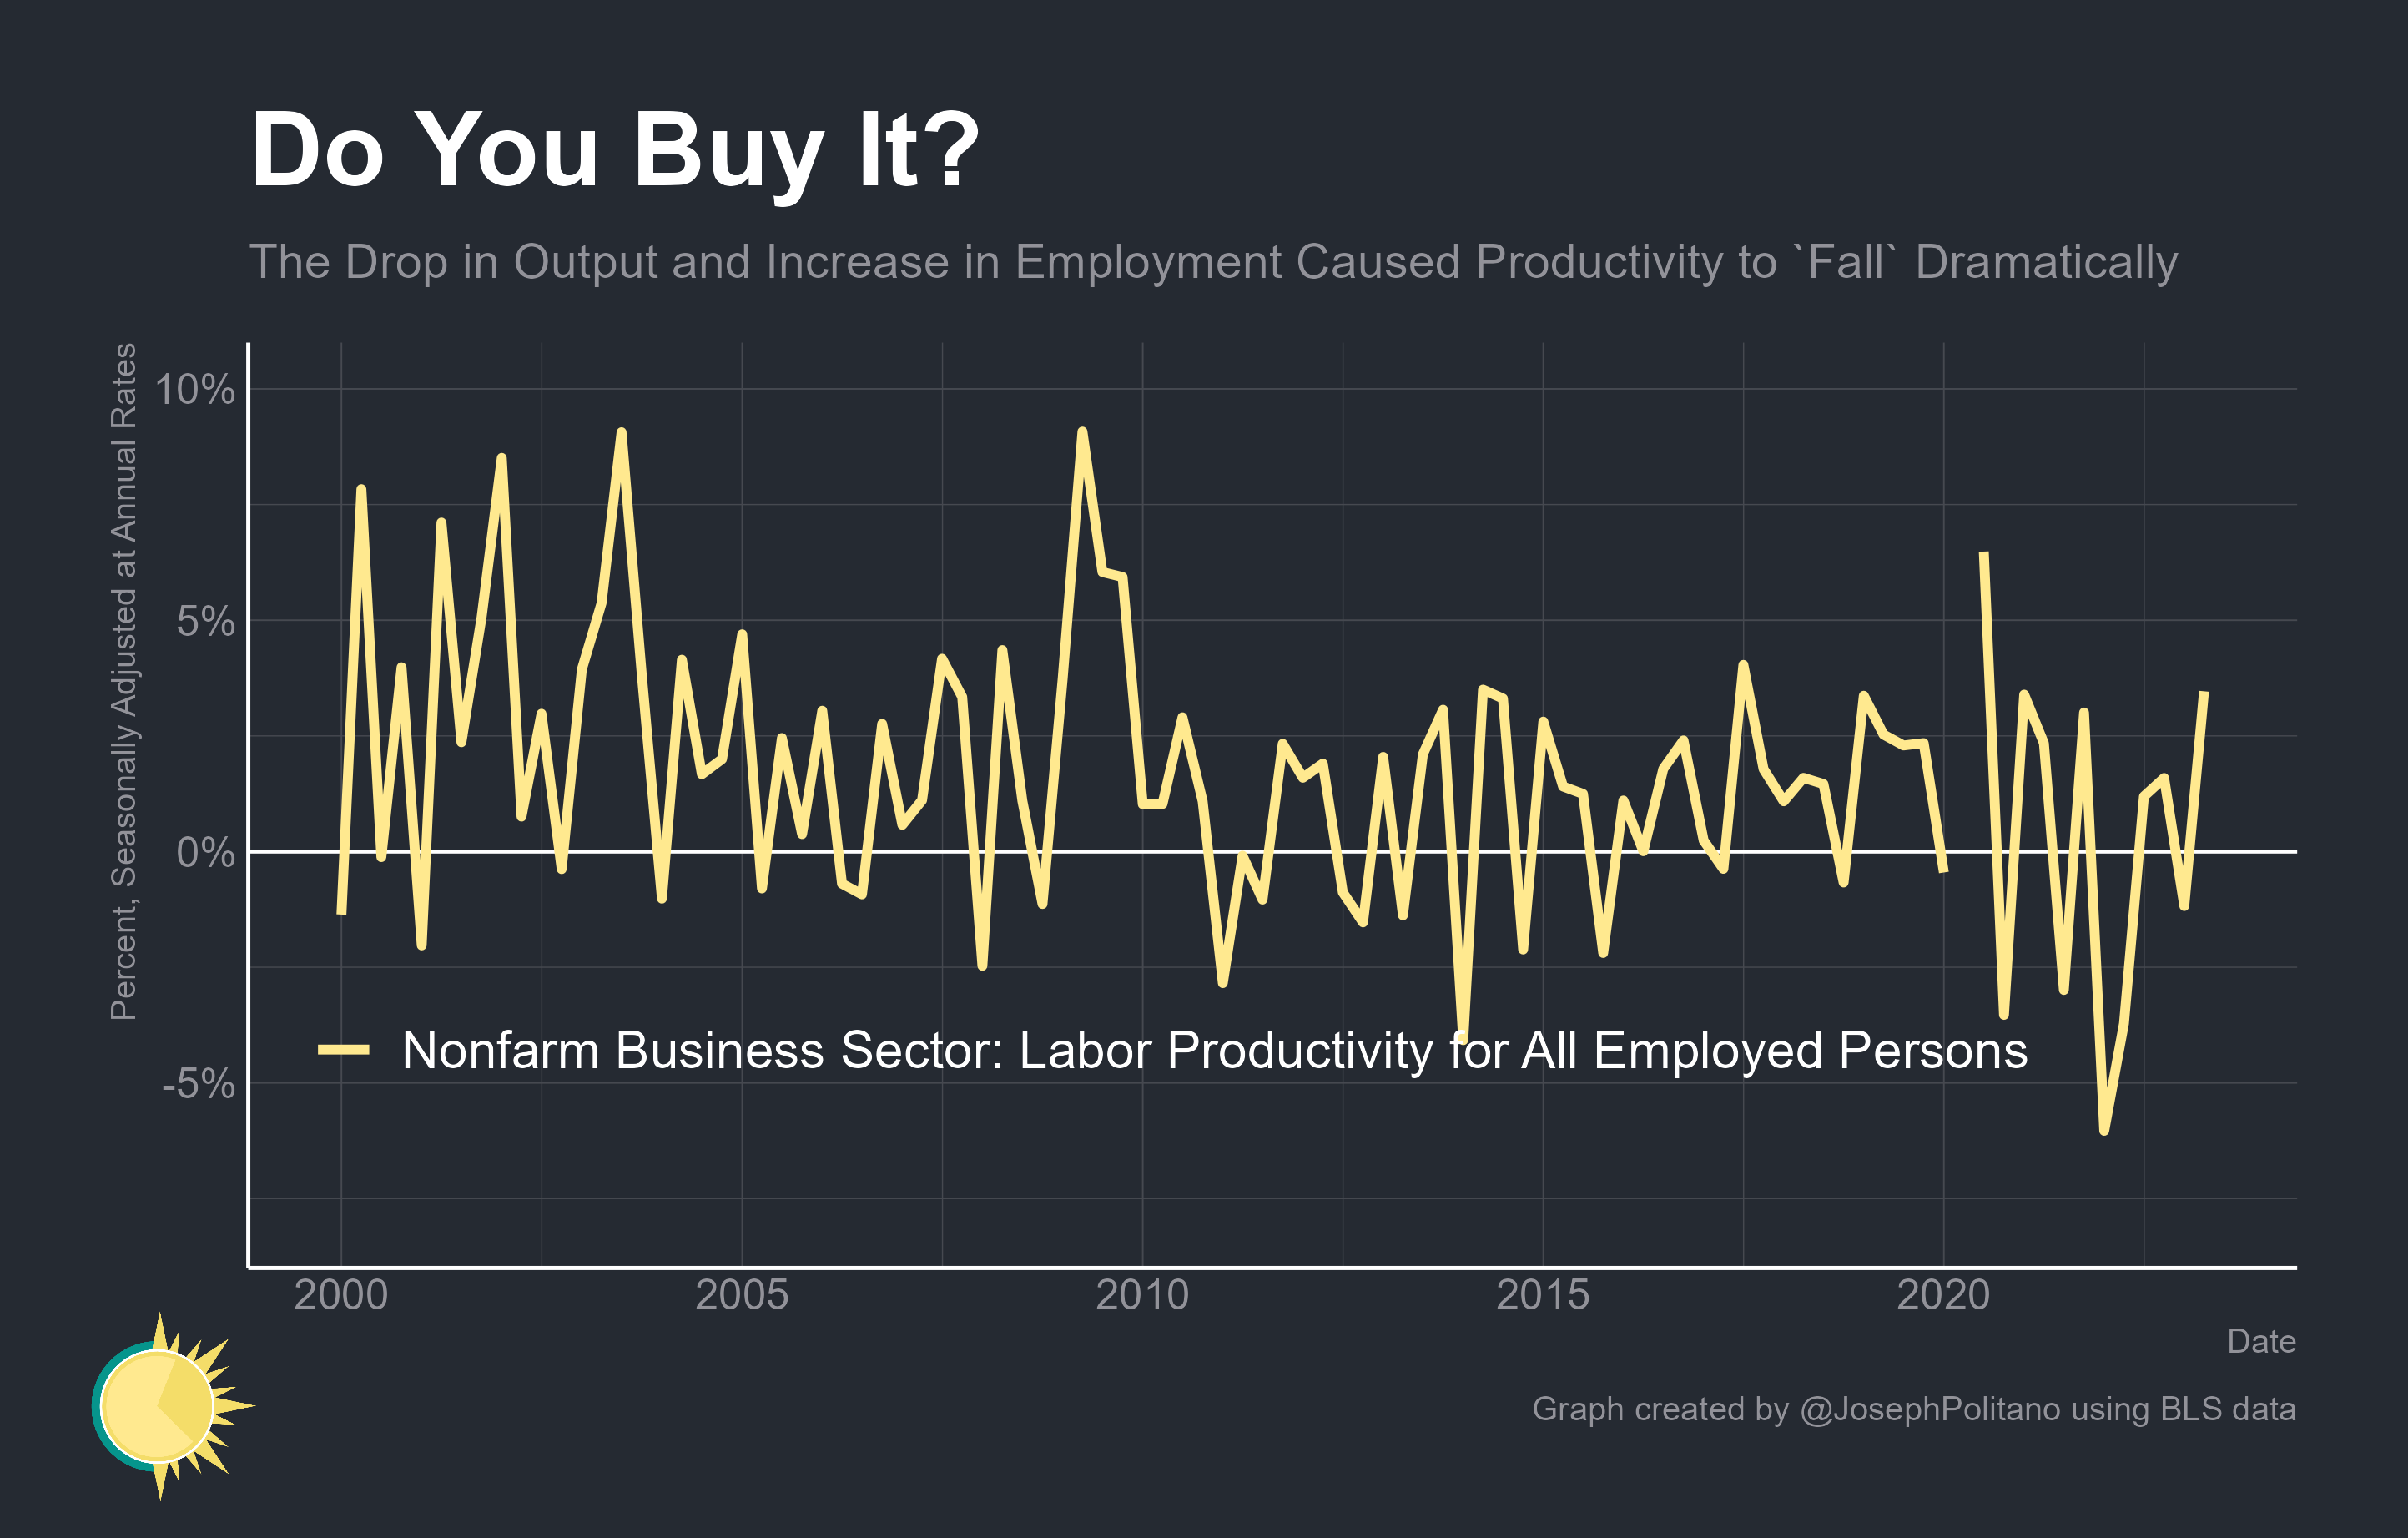 Do You Buy It?
The Drop in Output and Increase in Employment Caused Productivity to `Fall` Dramatically
Percent, Seasonally Adjusted at Annual Rates
10%
5%
0%
-5%
Nonfarm Business Sector: Labor Productivity for All Employed Persons
2000
2005
2010
2015
2020
Date
Graph created by @JosephPolitano using BLS data